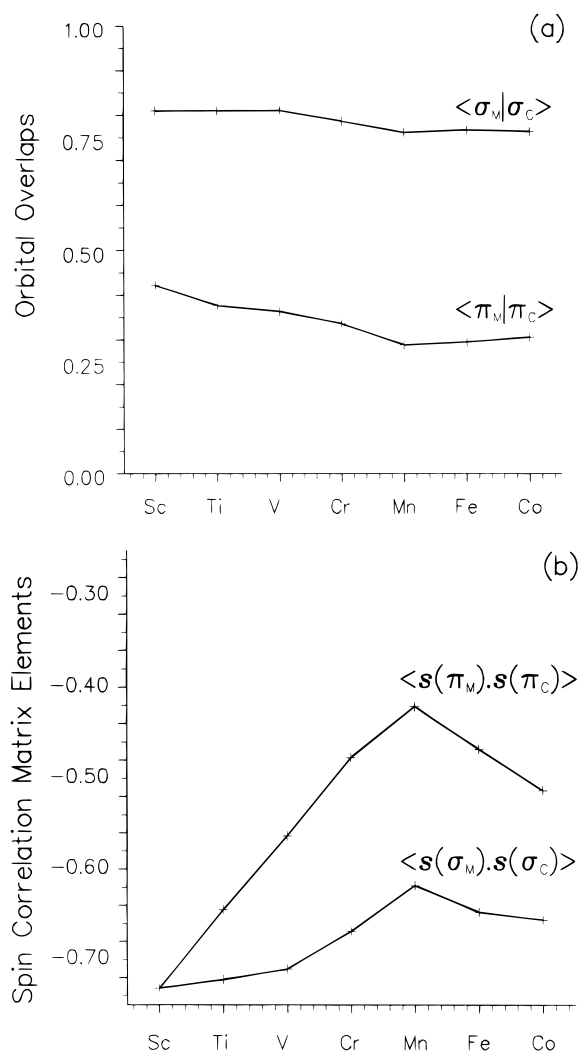 (a)
1.00
<σM|σC>
0.75
0.50
<πM|πC>
0.25
0.00
Orbital Overlaps
Sc Ti V Cr Mn Fe Co
(b)
-0.30
<s(πM).s(πC)>
-0.40
-0.50
<s(σM).s(σC)>
-0.60
-0.70
Spin Correlation Matrix Elements
Sc Ti V Cr Mn Fe Co